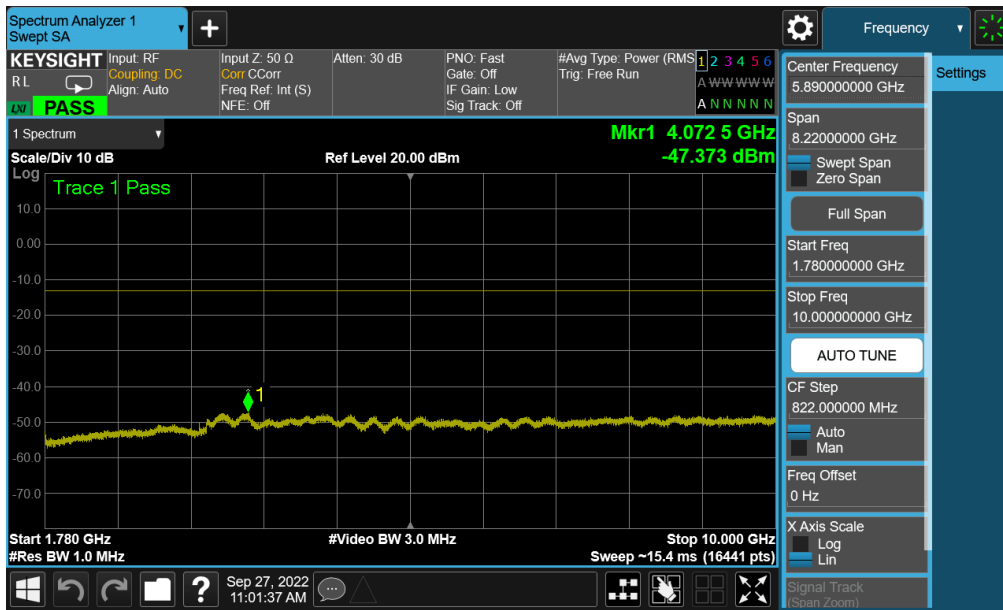 Spectrum Analyzer 1
Swept SA
+
Frequency
KEYSIGHT
R L
LXI PASS
Input: RF
Coupling: DC
Align: Auto
Input Z: 50 Ω
Corr CCorr
Freq Ref: Int (S)
NFE: Off
Atten: 30 dB
PNO: Fast
Gate: Off
IF Gain: Low
Sig Track: Off
#Avg Type: Power (RMS
Trig: Free Run
1 2 3 4 5 6
A W W W W W
A N N N N N
1 Spectrum
Scale/Div 10 dB
Ref Level 20.00 dBm
Mkr1 4.072 5 GHz
-47.373 dBm
Log
Trace 1 Pass
10.0
0.00
-10.0
-20.0
-30.0
-40.0
1
-50.0
-60.0
-70.0
Start 1.780 GHz
#Video BW 3.0 MHz
Stop 10.000 GHz
#Res BW 1.0 MHz
Sweep ~15.4 ms (16441 pts)
?
Sep 27, 2022
11:01:37 AM
Center Frequency
5.890000000 GHz
Settings
Span
8.22000000 GHz
Swept Span
Zero Span
Full Span
Start Freq
1.780000000 GHz
Stop Freq
10.000000000 GHz
AUTO TUNE
CF Step
822.000000 MHz
Auto
Man
Freq Offset
0 Hz
X Axis Scale
Log
Lin
Signal Track
(Span Zoom)